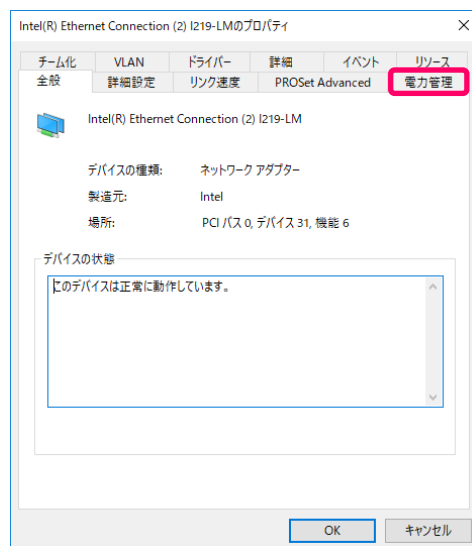 Intel(R) Ethernet Connection (2) I219-LMのプロパティ
チーム化 VLAN ドライバー 詳細 イベント リソース
全般 詳細設定 リンク速度 PROSet Advanced 電力管理
Intel(R) Ethernet Connection (2) I219-LM
デバイスの種類: ネットワーク アダプター
製造元: Intel
場所: PCI バス 0, デバイス 31, 機能 6
デバイスの状態
このデバイスは正常に動作しています。
OK キャンセル